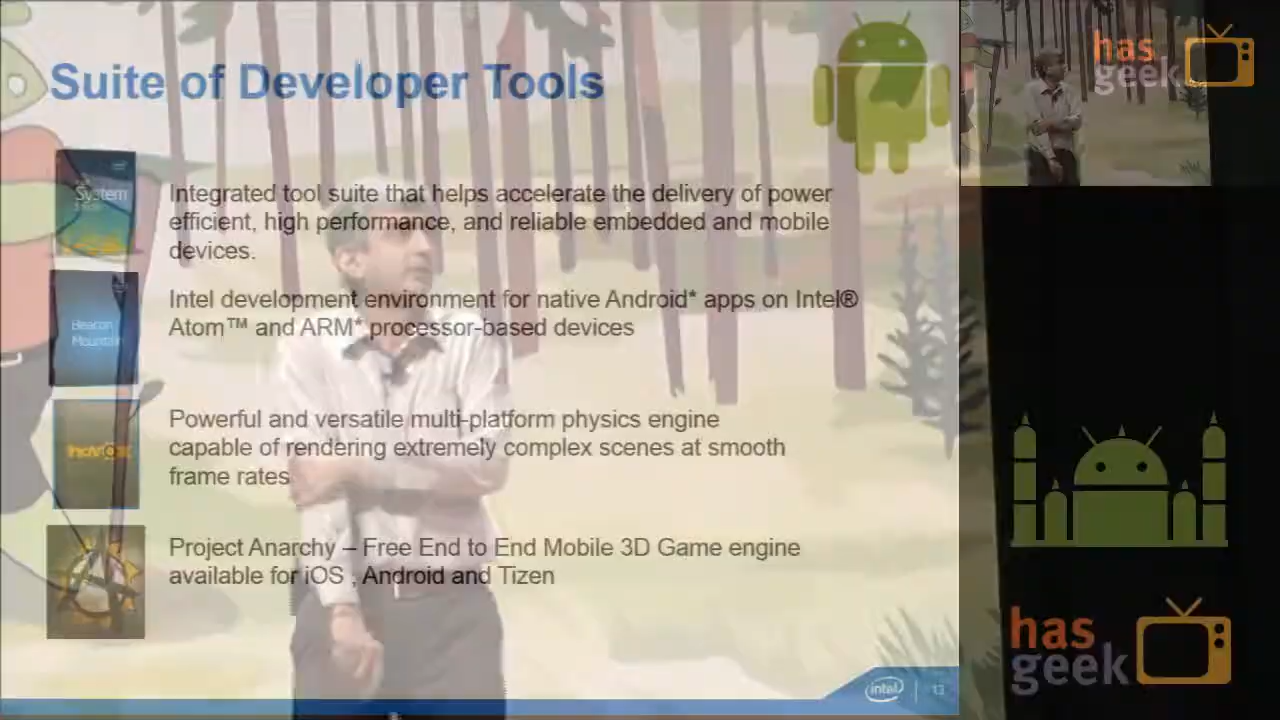 Suite of Developer Tools
System
Integrated tool suite that helps accelerate the delivery of power
efficient, high performance, and reliable embedded and mobile
devices.
Beacon
Mountain
Intel development environment for native Android* apps on Intel®
Atom™ and ARM* processor-based devices
Powerful and versatile multi-platform physics engine
capable of rendering extremely complex scenes at smooth
frame rates
Project Anarchy – Free End to End Mobile 3D Game engine
available for iOS , Android and Tizen
intel
13
has
geek
has
geek